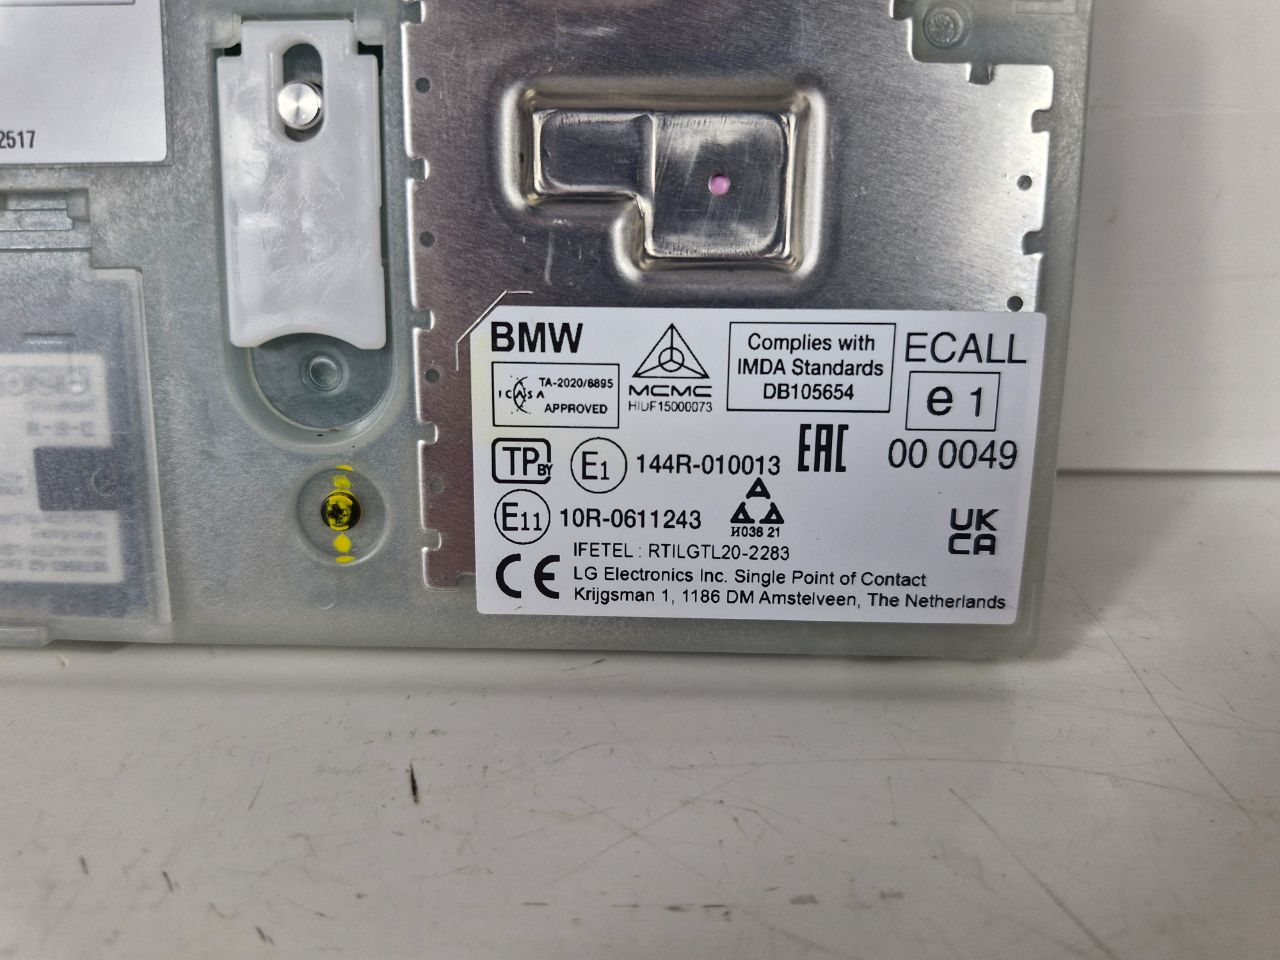 2517
BMW
ICASA TA-2020/6895
APPROVED
MCMC
HIUF15000073
Complies with
IMDA Standards
DB105654
ECALL
e 1
00 0049
TP BY
E1 144R-010013
EAC
E11 10R-0611243
И036 21
UK
CA
CE
IFETEL : RTILGTL20-2283
LG Electronics Inc. Single Point of Contact
Krijgsman 1, 1186 DM Amstelveen, The Netherlands